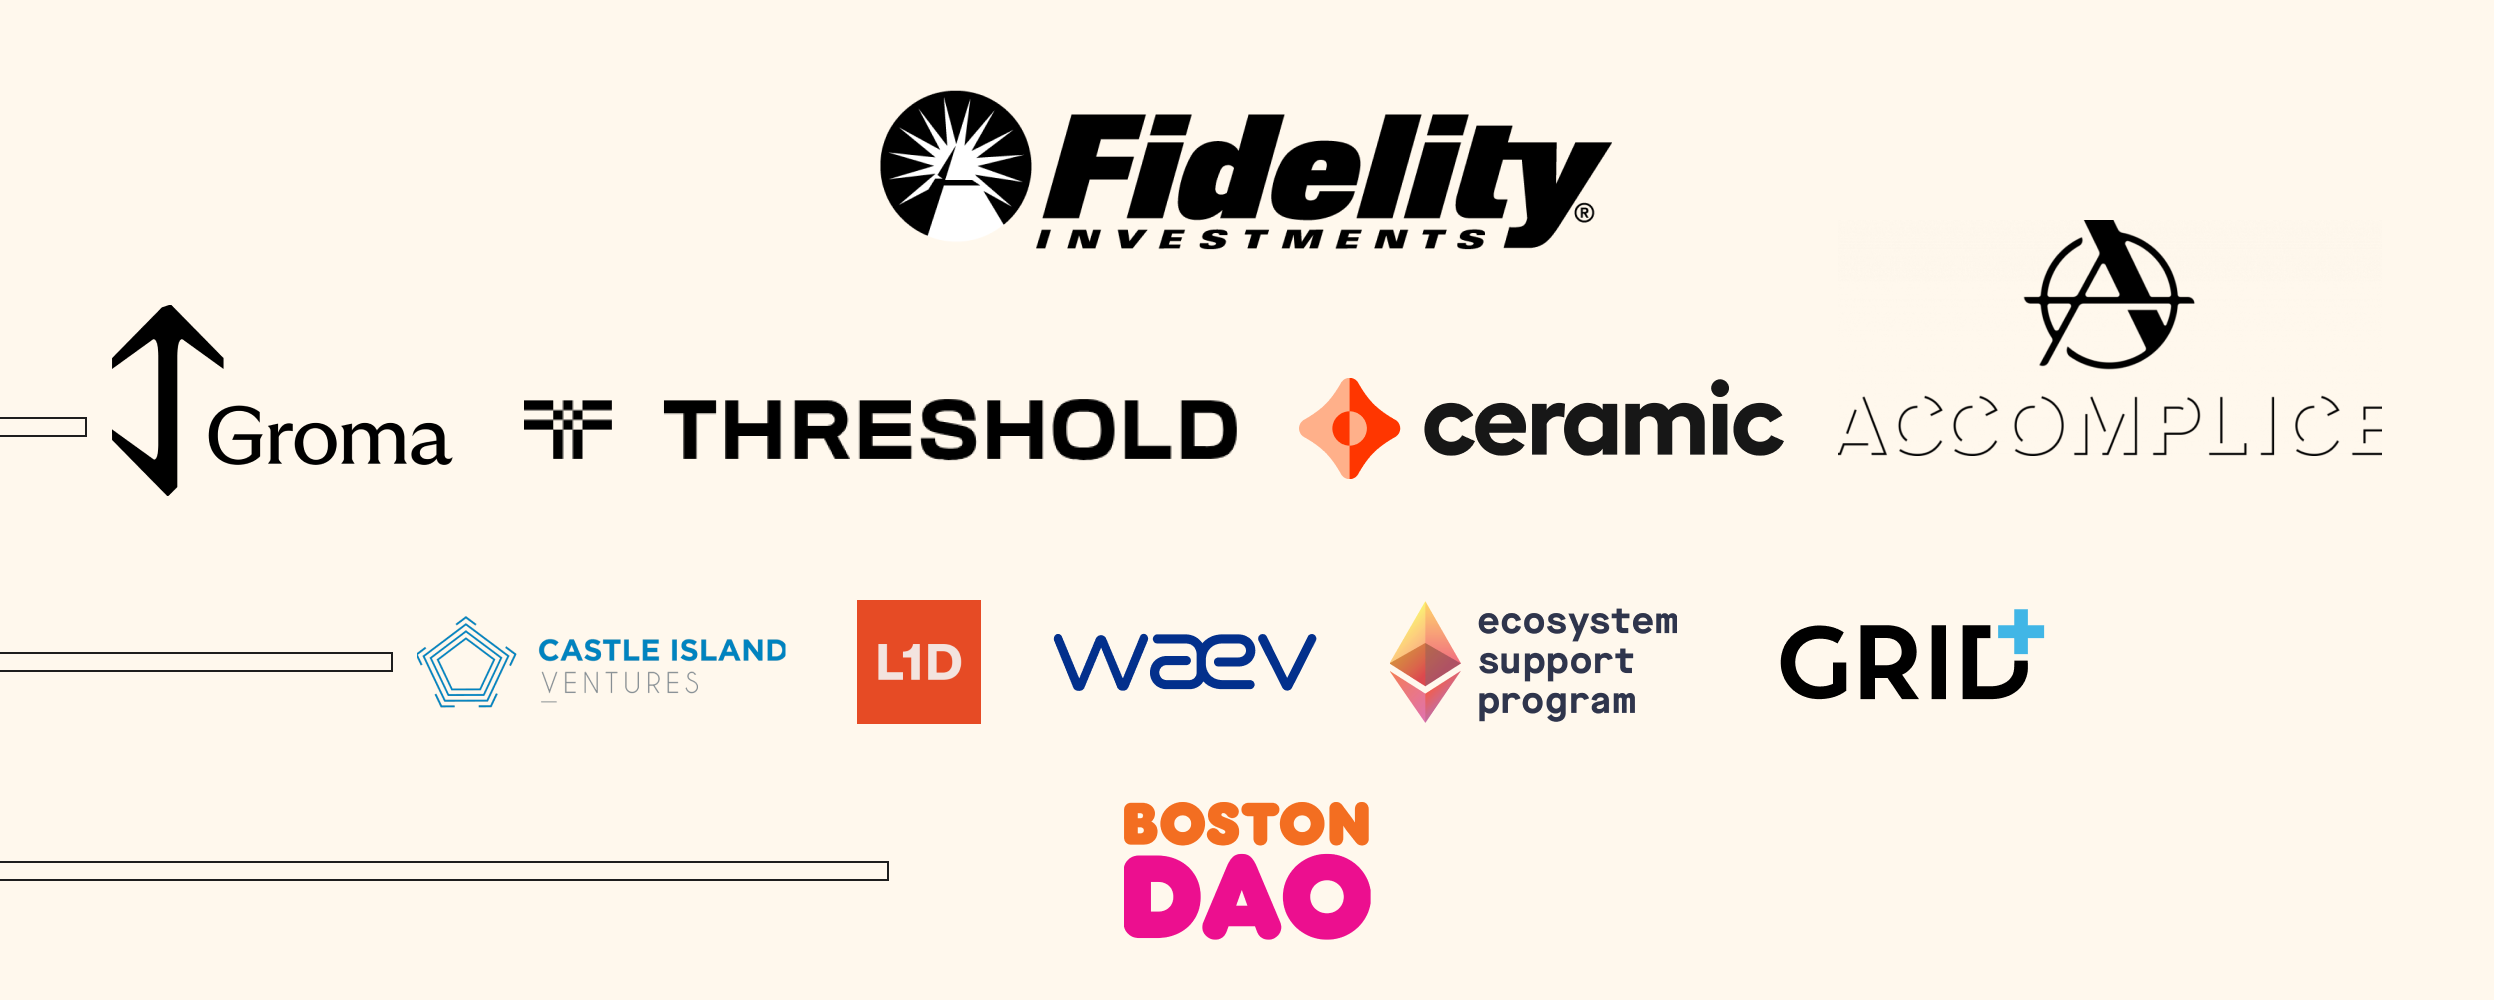 Fidelity®
INVESTMENTS
Groma
THRESHOLD
ceramic
ACCOMPLICE
CASTLE ISLAND
VENTURES
L1D
waev
ecosystem
support
program
GRID+
BOSTON
DAO